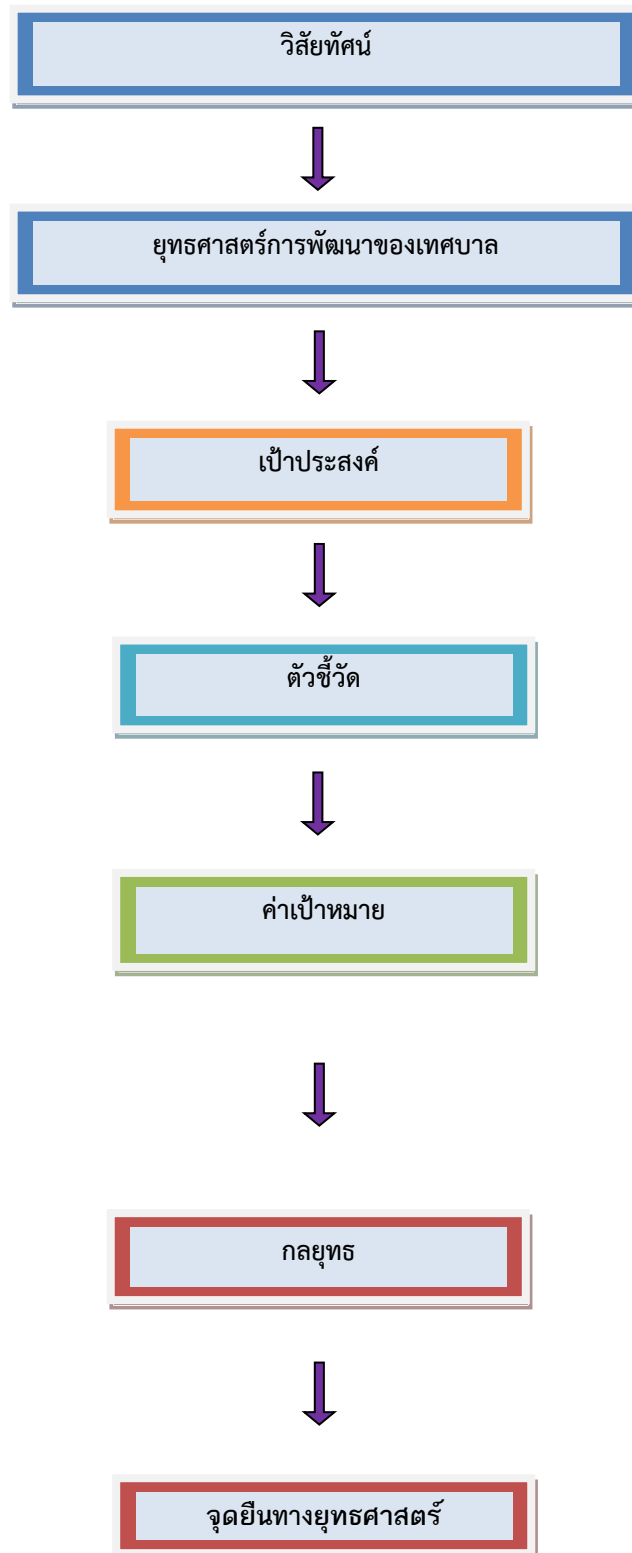 วิสัยทัศน์
ยุทธศาสตร์การพัฒนาของเทศบาล
เป้าประสงค์
ตัวชี้วัด
ค่าเป้าหมาย
กลยุทธ
จุดยืนทางยุทธศาสตร์